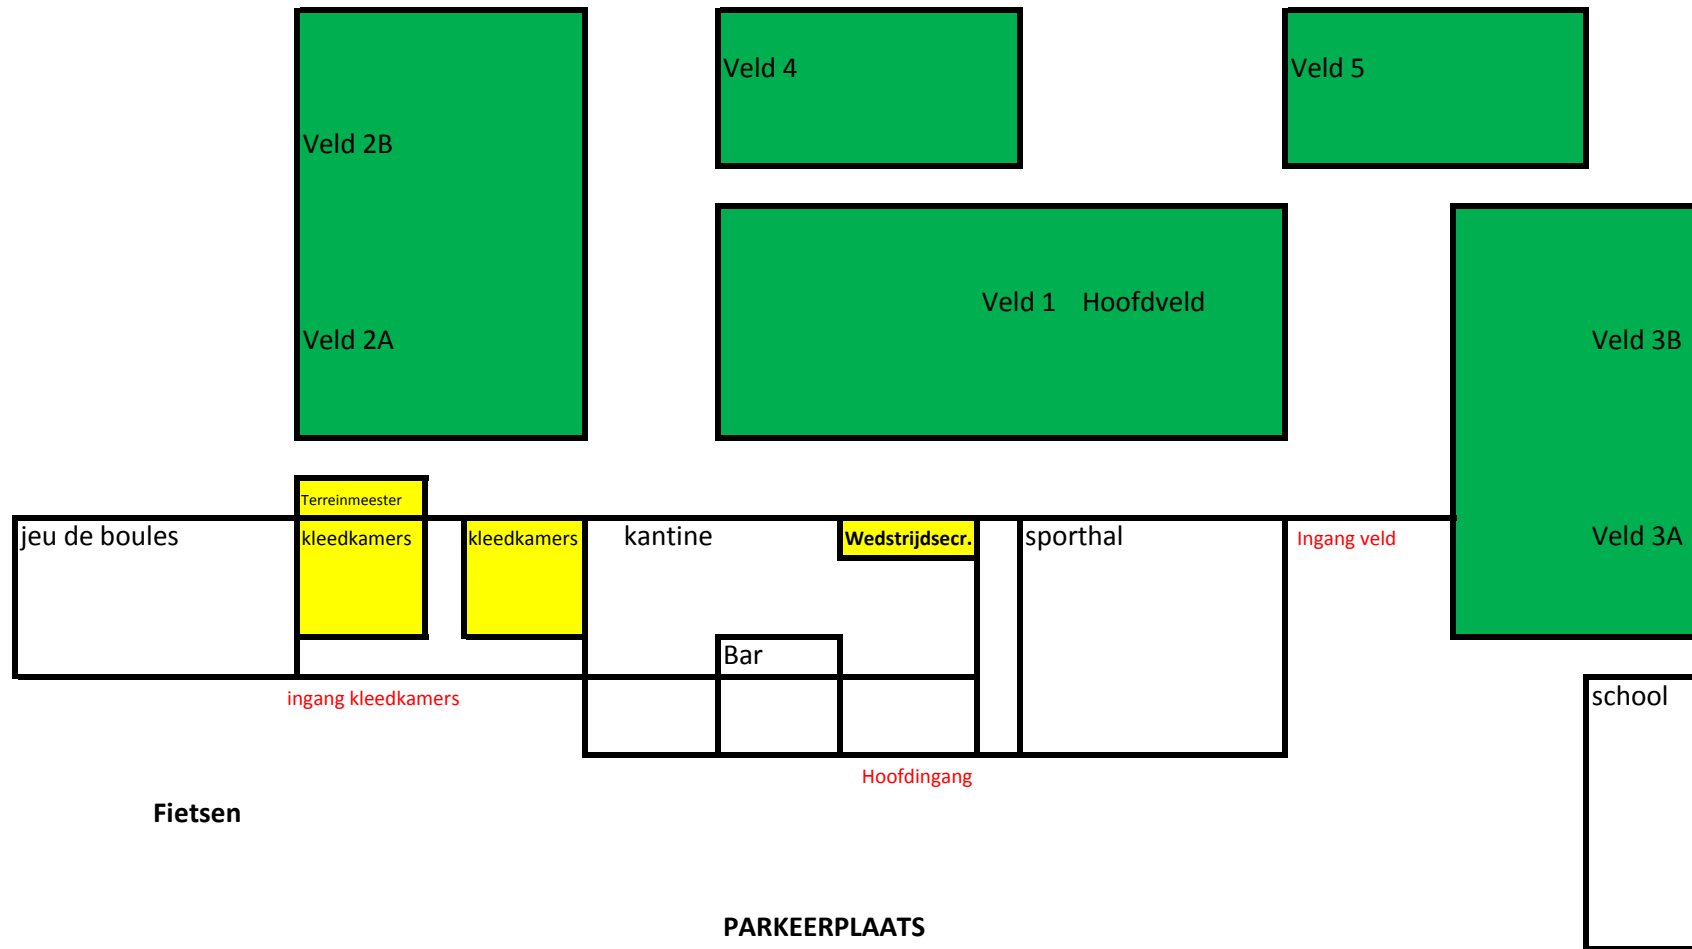 Veld 4
Veld 5
Veld 2B
Veld 1 Hoofdveld
Veld 2A
Veld 3B
Terreinmeester
jeu de boules
kleedkamers
kleedkamers
kantine
Wedstrijdsecr.
sporthal
Ingang veld
Veld 3A
Bar
ingang kleedkamers
school
Hoofdingang
Fietsen
PARKEERPLAATS